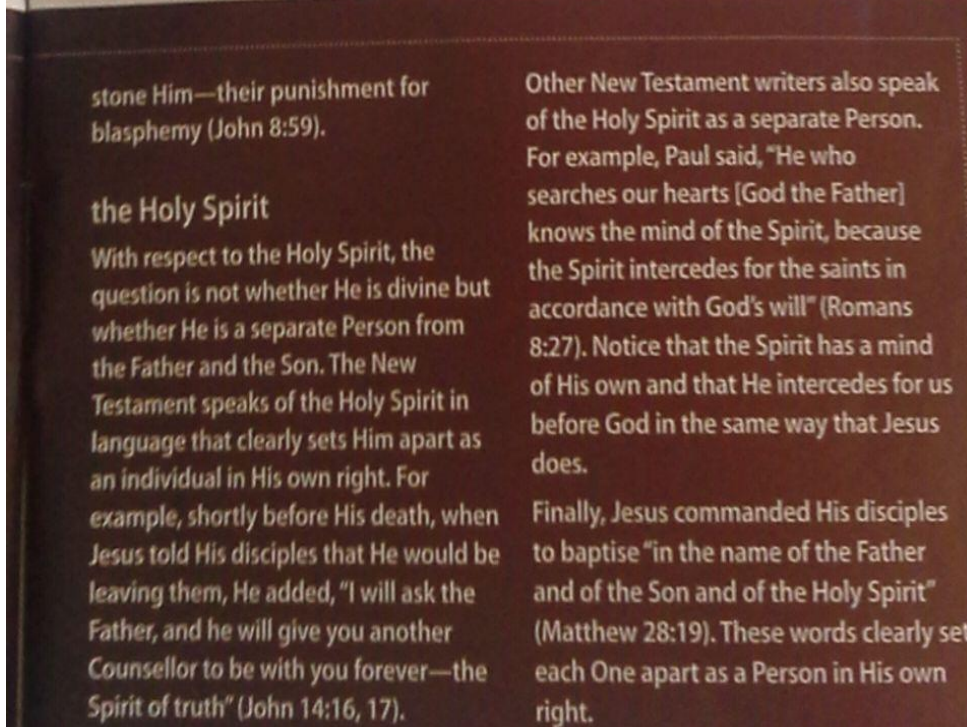 stone Him—their punishment for
blasphemy (John 8:59).
the Holy Spirit
With respect to the Holy Spirit, the
question is not whether He is divine but
whether He is a separate Person from
the Father and the Son. The New
Testament speaks of the Holy Spirit in
language that clearly sets Him apart as
an individual in His own right. For
example, shortly before His death, when
Jesus told His disciples that He would be
leaving them, He added, "I will ask the
Father, and he will give you another
Counsellor to be with you forever—the
Spirit of truth" (John 14:16, 17).
Other New Testament writers also speak
of the Holy Spirit as a separate Person.
For example, Paul said, "He who
searches our hearts [God the Father]
knows the mind of the Spirit, because
the Spirit intercedes for the saints in
accordance with God's will" (Romans
8:27). Notice that the Spirit has a mind
of His own and that He intercedes for us
before God in the same way that Jesus
does.
Finally, Jesus commanded His disciples
to baptise "in the name of the Father
and of the Son and of the Holy Spirit"
(Matthew 28:19). These words clearly set
each One apart as a Person in His own
right.